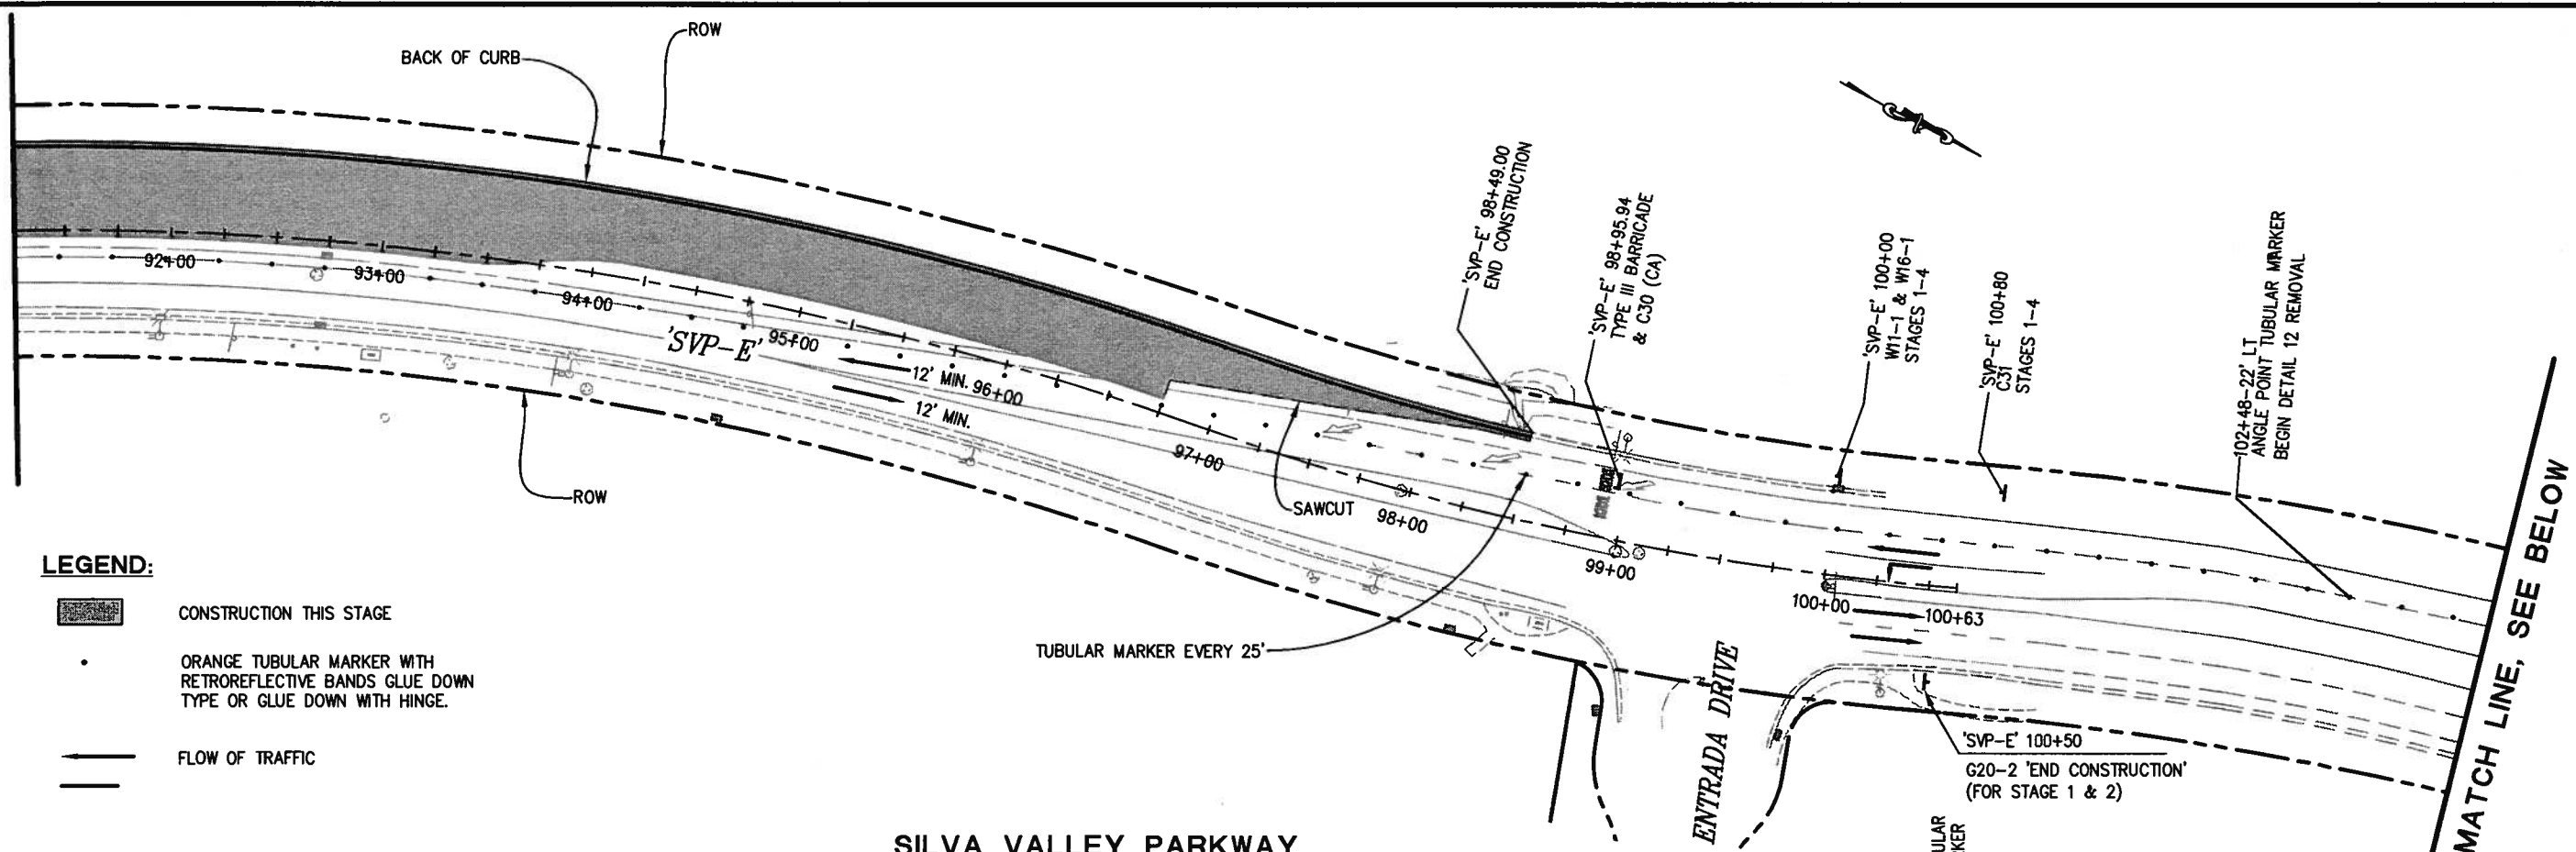 ROW
BACK OF CURB
'SVP-E' 98+49.00
END CONSTRUCTION
'SVP-E' 98+95.94
TYPE III BARRICADE
& C30 (CA)
'SVP-E' 100+00
W11-1 & W16-1
STAGES 1-4
'SVP-E' 100+80
C31
STAGES 1-4
102+48-22' LT
ANGLE POINT TUBULAR MARKER
BEGIN DETAIL 12 REMOVAL
92+00
93+00
94+00
'SVP-E'
95+00
12' MIN.
96+00
12' MIN.
97+00
98+00
99+00
100+00
100+63
ROW
SAWCUT
TUBULAR MARKER EVERY 25'
ENTRADA DRIVE
'SVP-E' 100+50
G20-2 'END CONSTRUCTION'
(FOR STAGE 1 & 2)
MATCH LINE, SEE BELOW
LEGEND:
CONSTRUCTION THIS STAGE
ORANGE TUBULAR MARKER WITH
RETROREFLECTIVE BANDS GLUE DOWN
TYPE OR GLUE DOWN WITH HINGE.
FLOW OF TRAFFIC
SILVA VALLEY PARKWAY